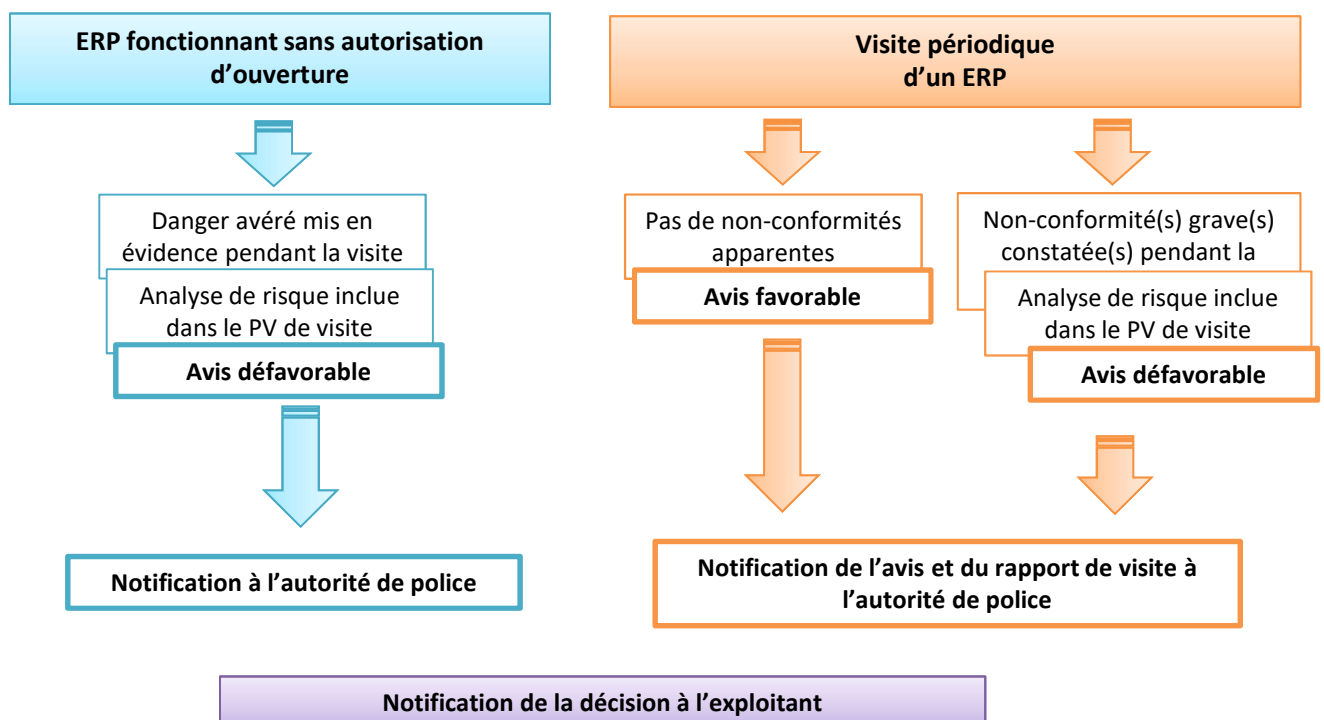 ERP fonctionnant sans autorisation
d’ouverture
Danger avéré mis en
évidence pendant la visite
Analyse de risque inclue
dans le PV de visite
Avis défavorable
Notification à l’autorité de police
Visite périodique
d’un ERP
Pas de non-conformités
apparentes
Avis favorable
Non-conformité(s) grave(s)
constatée(s) pendant la
Analyse de risque inclue
dans le PV de visite
Avis défavorable
Notification de l’avis et du rapport de visite à
l’autorité de police
Notification de la décision à l’exploitant